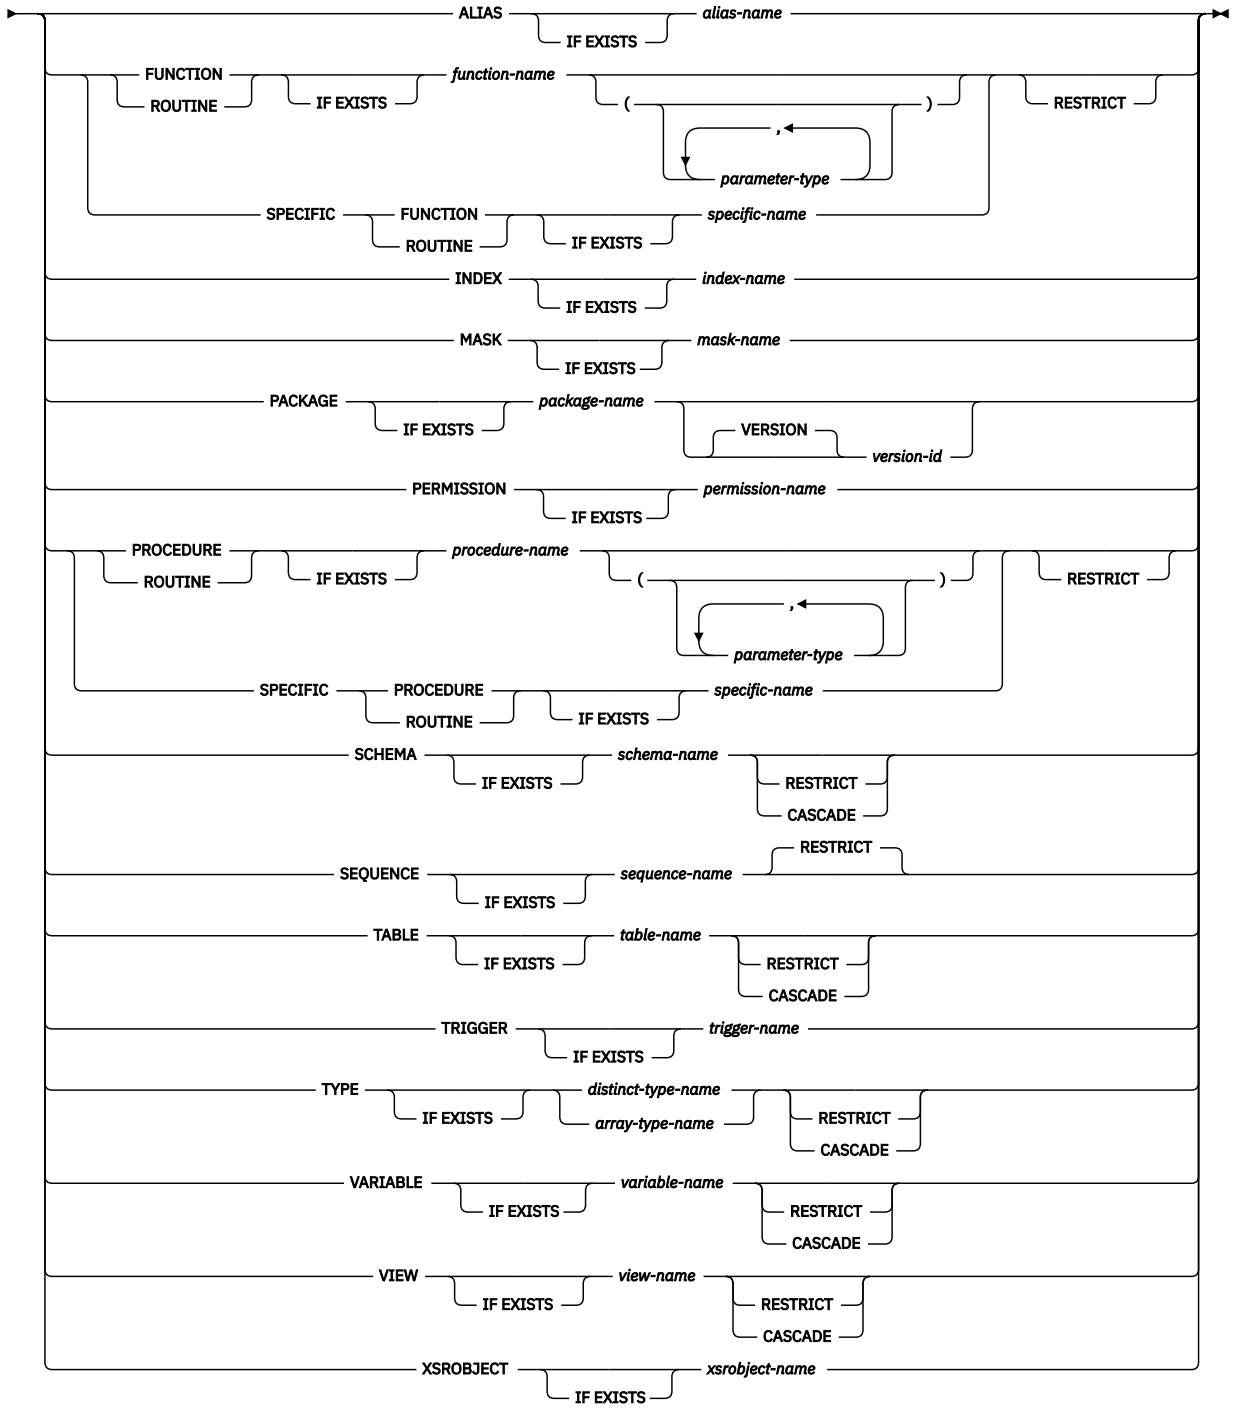 ALIAS alias-name
IF EXISTS
FUNCTION function-name
ROUTINE IF EXISTS ( ) RESTRICT
,
parameter-type
SPECIFIC FUNCTION specific-name
ROUTINE IF EXISTS
INDEX index-name
IF EXISTS
MASK mask-name
IF EXISTS
PACKAGE package-name
IF EXISTS VERSION
version-id
PERMISSION permission-name
IF EXISTS
PROCEDURE procedure-name
ROUTINE IF EXISTS ( ) RESTRICT
,
parameter-type
SPECIFIC PROCEDURE specific-name
ROUTINE IF EXISTS
SCHEMA schema-name
IF EXISTS RESTRICT
CASCADE
RESTRICT
SEQUENCE sequence-name
IF EXISTS
TABLE table-name
IF EXISTS RESTRICT
CASCADE
TRIGGER trigger-name
IF EXISTS
TYPE distinct-type-name
IF EXISTS array-type-name RESTRICT
CASCADE
VARIABLE variable-name
IF EXISTS RESTRICT
CASCADE
VIEW view-name
IF EXISTS RESTRICT
CASCADE
XSROBJECT xsrobject-name
IF EXISTS